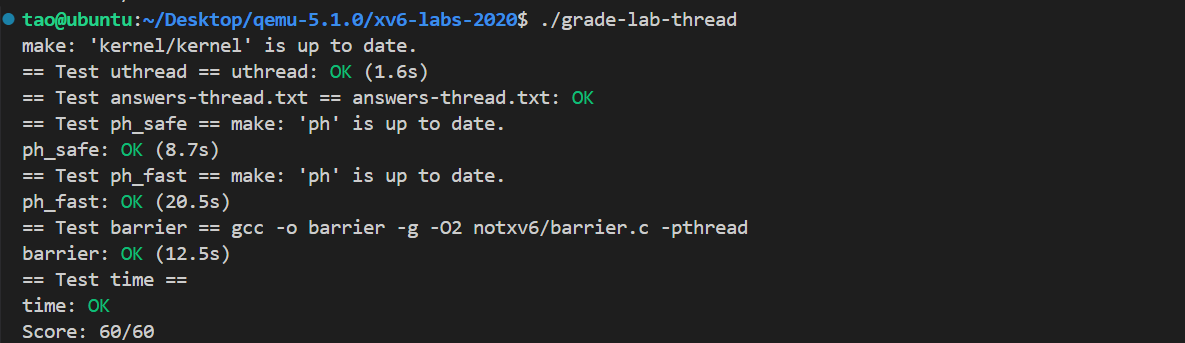 tao@ubuntu:~/Desktop/qemu-5.1.0/xv6-labs-2020$ ./grade-lab-thread
make: 'kernel/kernel' is up to date.
== Test uthread == uthread: OK (1.6s)
== Test answers-thread.txt == answers-thread.txt: OK
== Test ph_safe == make: 'ph' is up to date.
ph_safe: OK (8.7s)
== Test ph_fast == make: 'ph' is up to date.
ph_fast: OK (20.5s)
== Test barrier == gcc -o barrier -g -O2 notxv6/barrier.c -pthread
barrier: OK (12.5s)
== Test time ==
time: OK
Score: 60/60